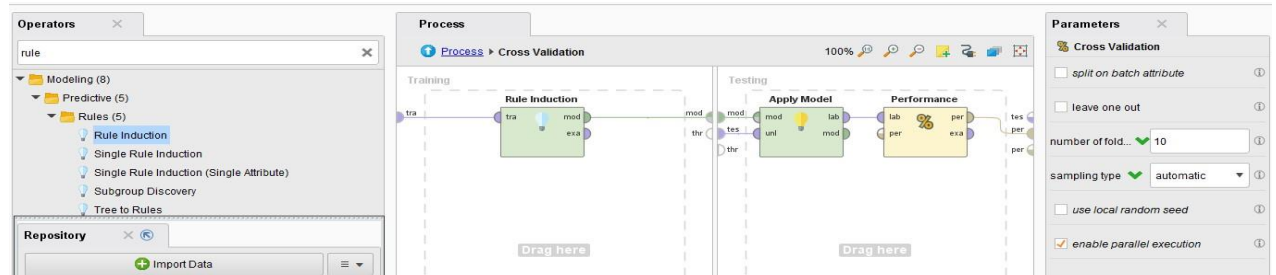 Operators
rule
Modeling (8)
Predictive (5)
Rules (5)
Rule Induction
Single Rule Induction
Single Rule Induction (Single Attribute)
Subgroup Discovery
Tree to Rules
Repository
Import Data
Process
Process ▸ Cross Validation
100%
Training
Rule Induction
tra
tra
mod
exa
mod
thr
Testing
Apply Model
Performance
mod
tes
thr
mod
unl
lab
mod
lab
per
per
exa
tes
per
per
Drag here
Drag here
Parameters
Cross Validation
split on batch attribute
leave one out
number of fold... 10
sampling type automatic
use local random seed
enable parallel execution